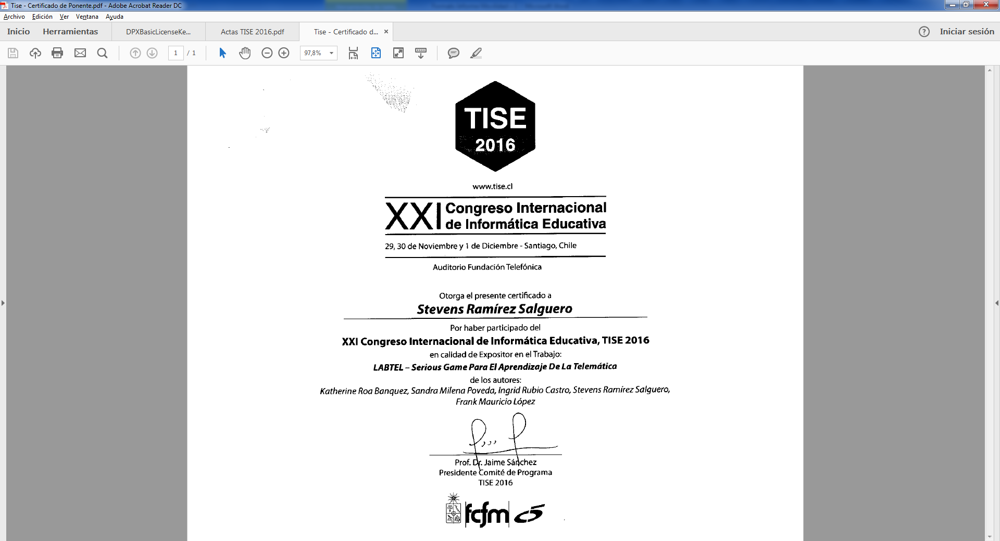 Tise - Certificado de Ponente.pdf - Adobe Acrobat Reader DC
Archivo Edición Ver Ventana Ayuda
Inicio Herramientas DPXBasicLicenseKe... Actas TISE 2016.pdf Tise - Certificado d... × ? Iniciar sesión
1 / 1 97,8%
TISE
2016
www.tise.cl
XXI Congreso Internacional
de Informática Educativa
29, 30 de Noviembre y 1 de Diciembre - Santiago, Chile
Auditorio Fundación Telefónica
Otorga el presente certificado a
Stevens Ramírez Salguero
Por haber participado del
XXI Congreso Internacional de Informática Educativa, TISE 2016
en calidad de Expositor en el Trabajo:
LABTEL – Serious Game Para El Aprendizaje De La Telemática
de los autores:
Katherine Roa Banquez, Sandra Milena Poveda, Ingrid Rubio Castro, Stevens Ramírez Salguero,
Frank Mauricio López
Prof. Dr. Jaime Sánchez
Presidente Comité de Programa
TISE 2016
fcfm c5